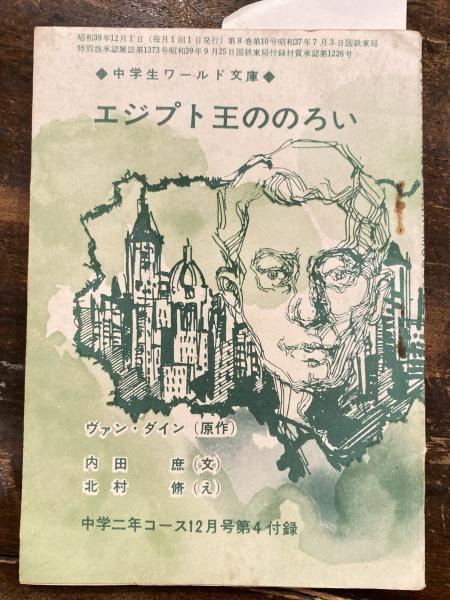 昭和39年12月1日(毎月1回1日発行)第8巻第10号昭和37年7月3日国鉄東局
特別扱承認雑誌第1373号昭和39年9月25日国鉄東局付録材質承認第1226号
◆中学生ワールド文庫◆
エジプト王ののろい
ヴァン・ダイン(原作)
内田 庶(文)
北村 脩(え)
中学二年コース12月号第4付録